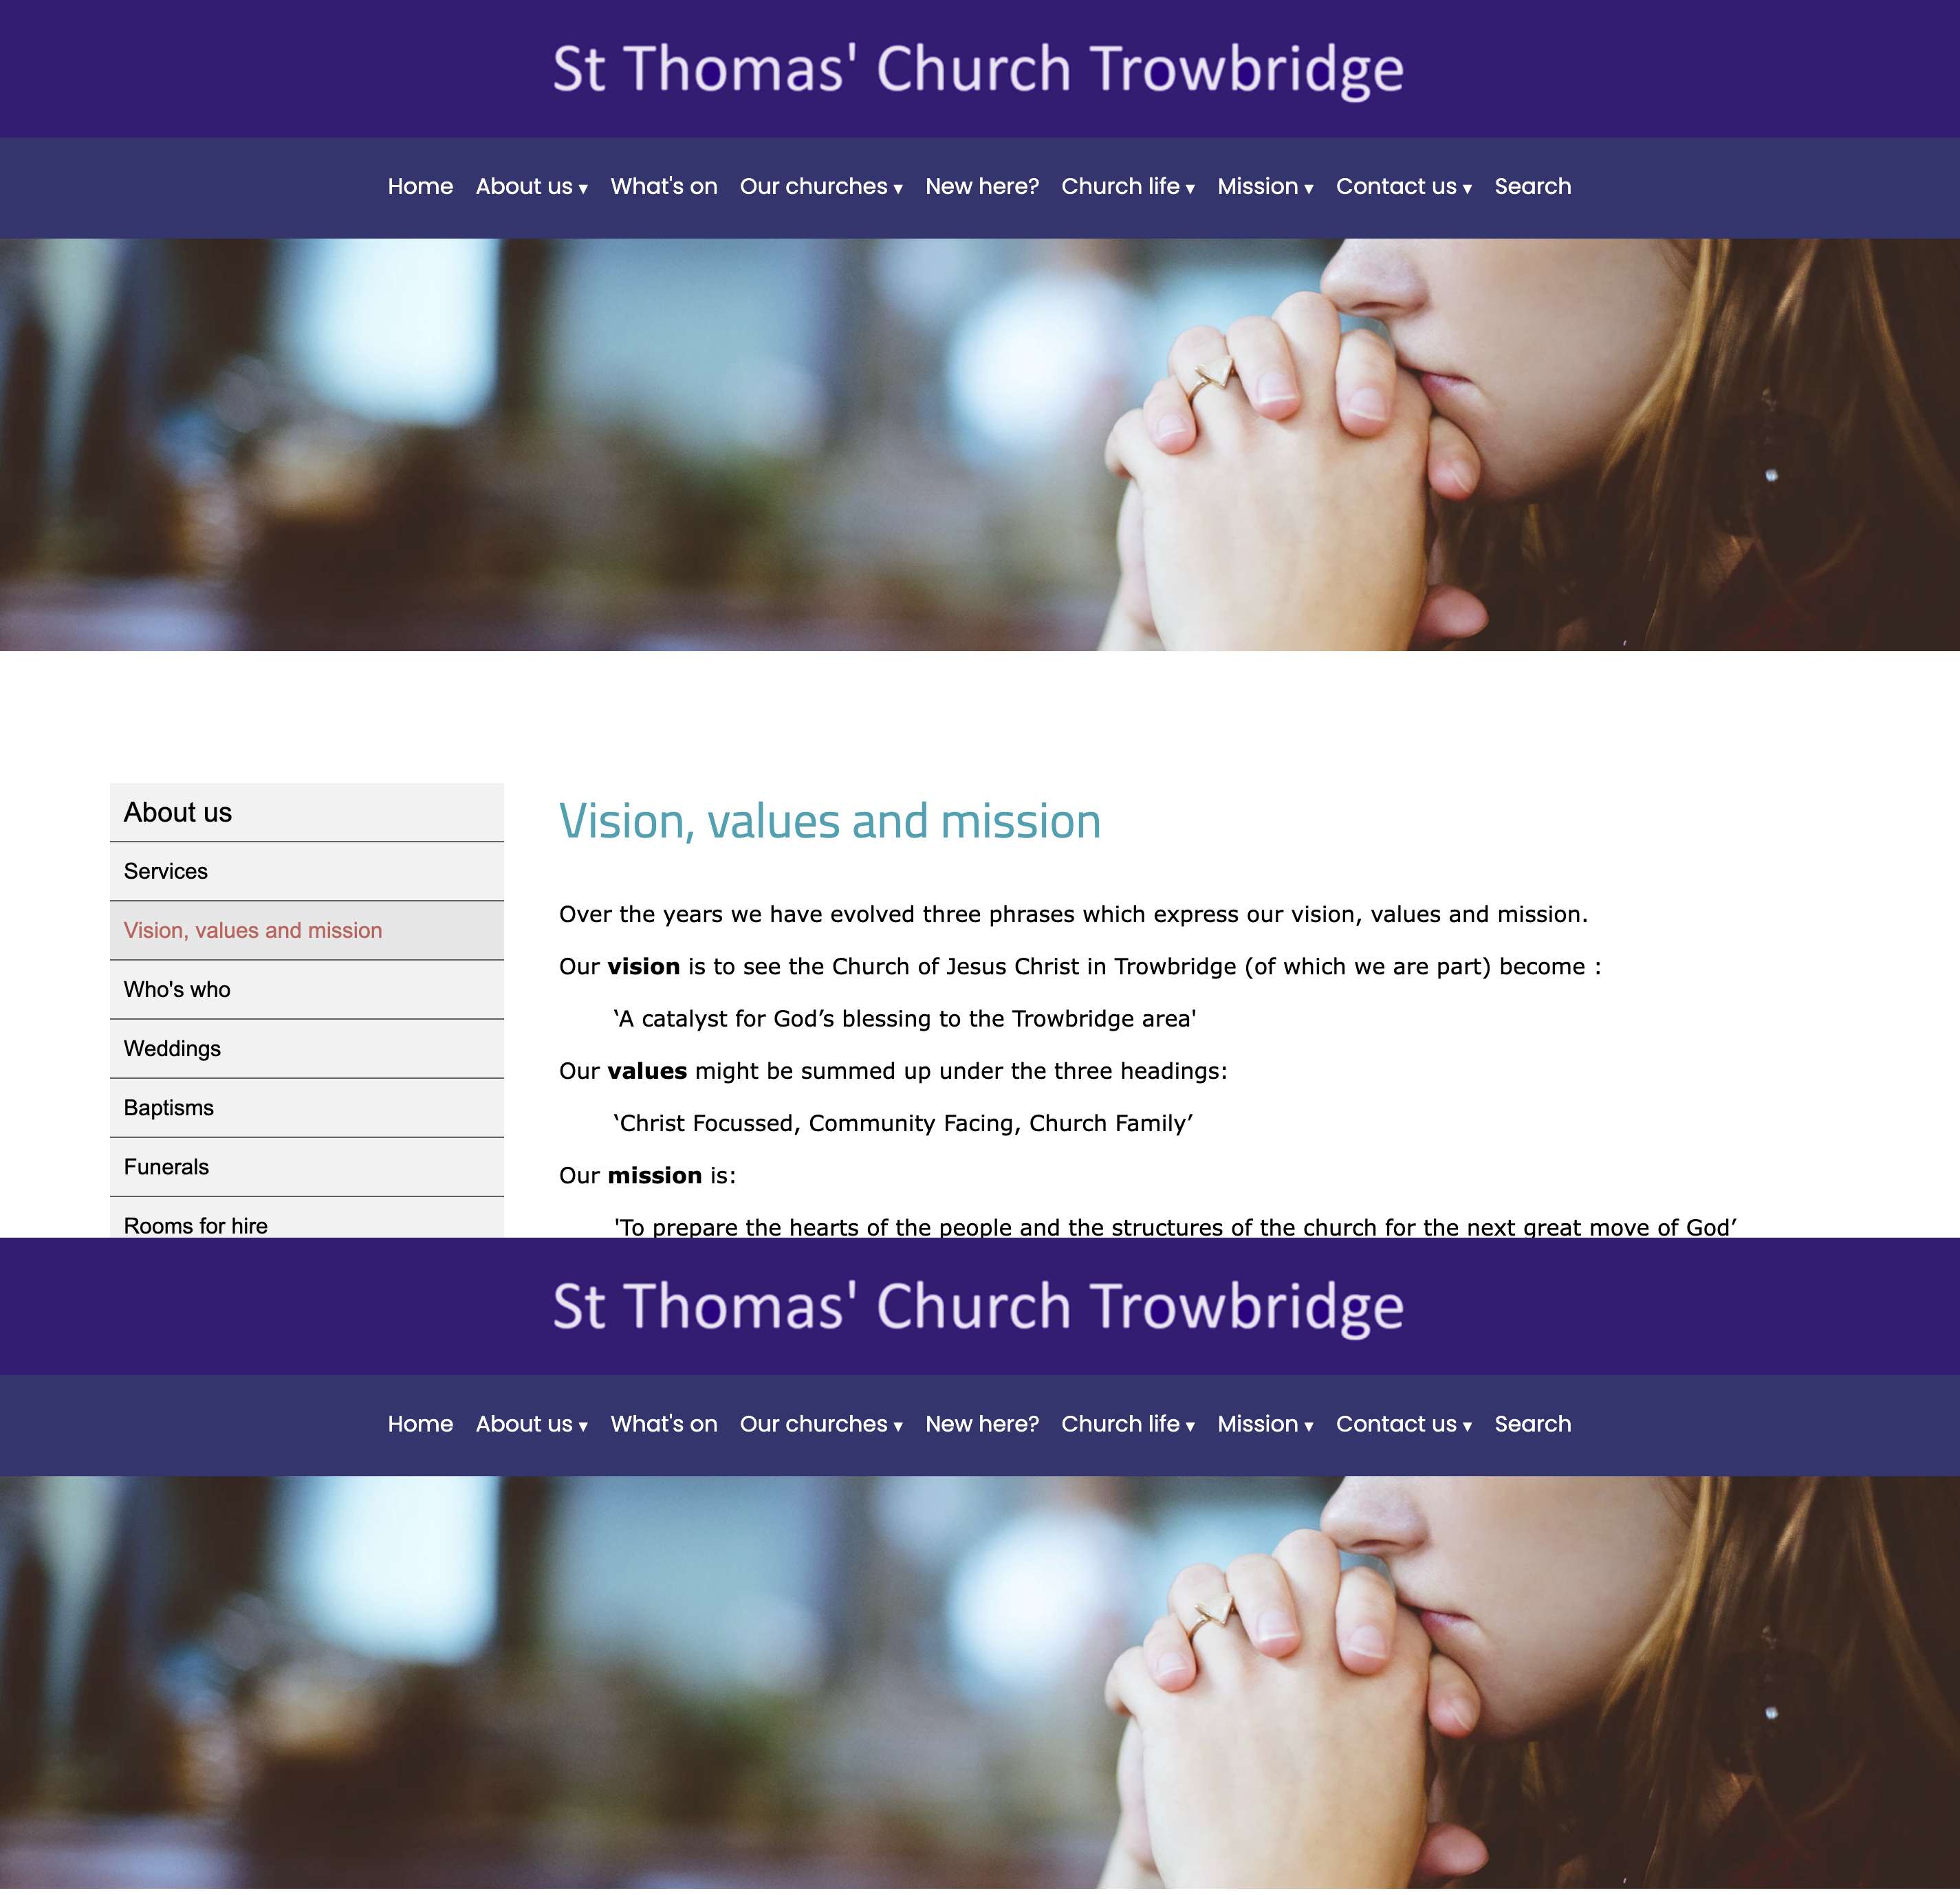 St Thomas' Church Trowbridge
Home About us ▾ What's on Our churches ▾ New here? Church life ▾ Mission ▾ Contact us ▾ Search
About us
Services
Vision, values and mission
Who's who
Weddings
Baptisms
Funerals
Rooms for hire
Vision, values and mission
Over the years we have evolved three phrases which express our vision, values and mission.
Our vision is to see the Church of Jesus Christ in Trowbridge (of which we are part) become :
‘A catalyst for God’s blessing to the Trowbridge area'
Our values might be summed up under the three headings:
‘Christ Focussed, Community Facing, Church Family’
Our mission is:
'To prepare the hearts of the people and the structures of the church for the next great move of God’
St Thomas' Church Trowbridge
Home About us ▾ What's on Our churches ▾ New here? Church life ▾ Mission ▾ Contact us ▾ Search